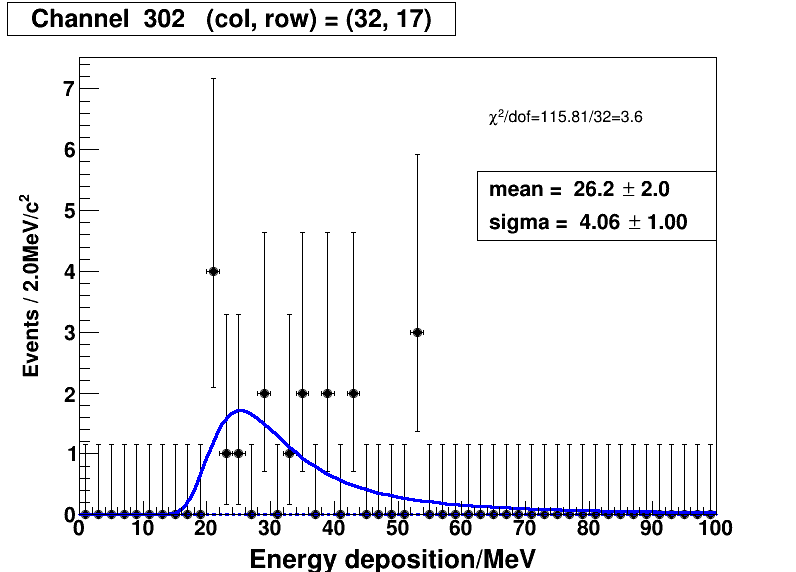 Channel 302 (col, row) = (32, 17)
χ²/dof=115.81/32=3.6
mean = 26.2 ± 2.0
sigma = 4.06 ± 1.00
Events / 2.0MeV/c²
7
6
5
4
3
2
1
0
0 10 20 30 40 50 60 70 80 90 100
Energy deposition/MeV